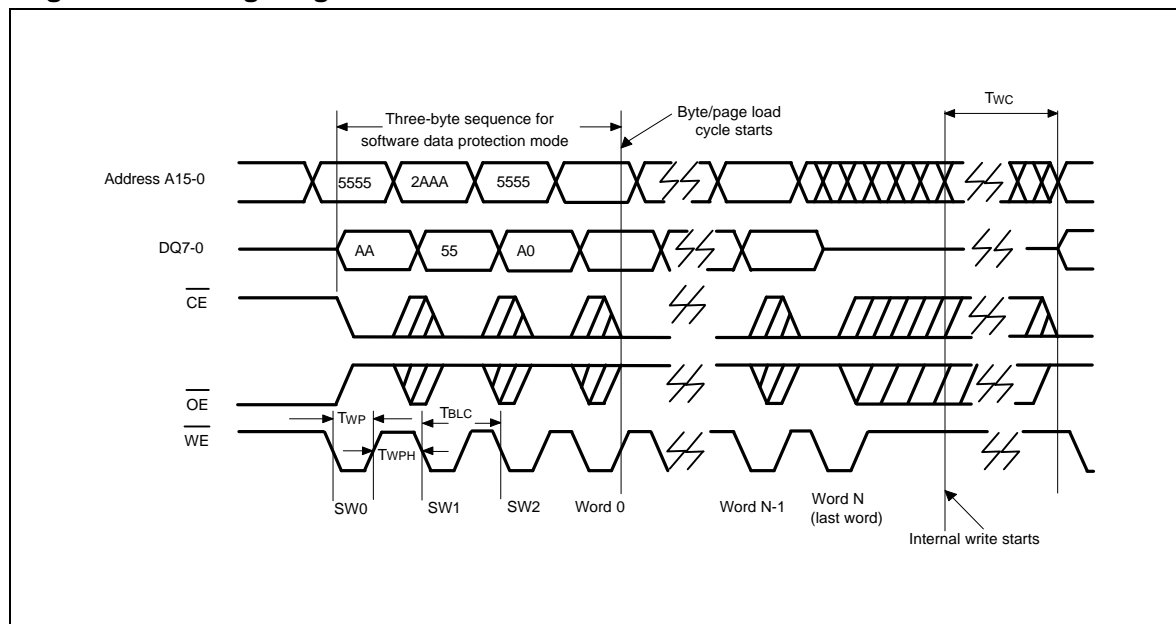 Three-byte sequence for
software data protection mode
Byte/page load
cycle starts
TWC
Address A15-0
5555
2AAA
5555
DQ7-0
AA
55
A0
CE
OE
TWP
TBLC
WE
TWPH
SW0
SW1
SW2
Word 0
Word N-1
Word N
(last word)
Internal write starts